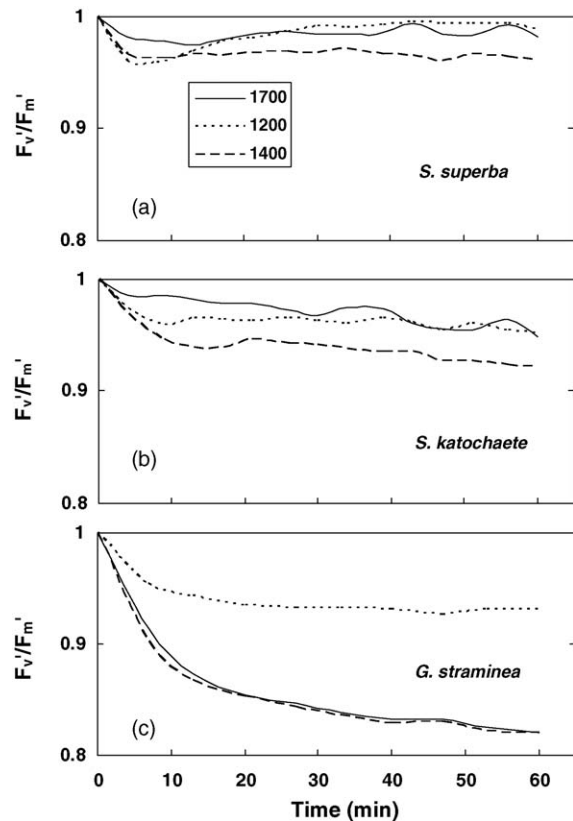 1
0.9
0.8
Fv'/Fm'
1700
1200
1400
S. superba
(a)
1
0.9
0.8
Fv'/Fm'
S. katochaete
(b)
1
0.9
0.8
Fv'/Fm'
G. straminea
(c)
0 10 20 30 40 50 60
Time (min)